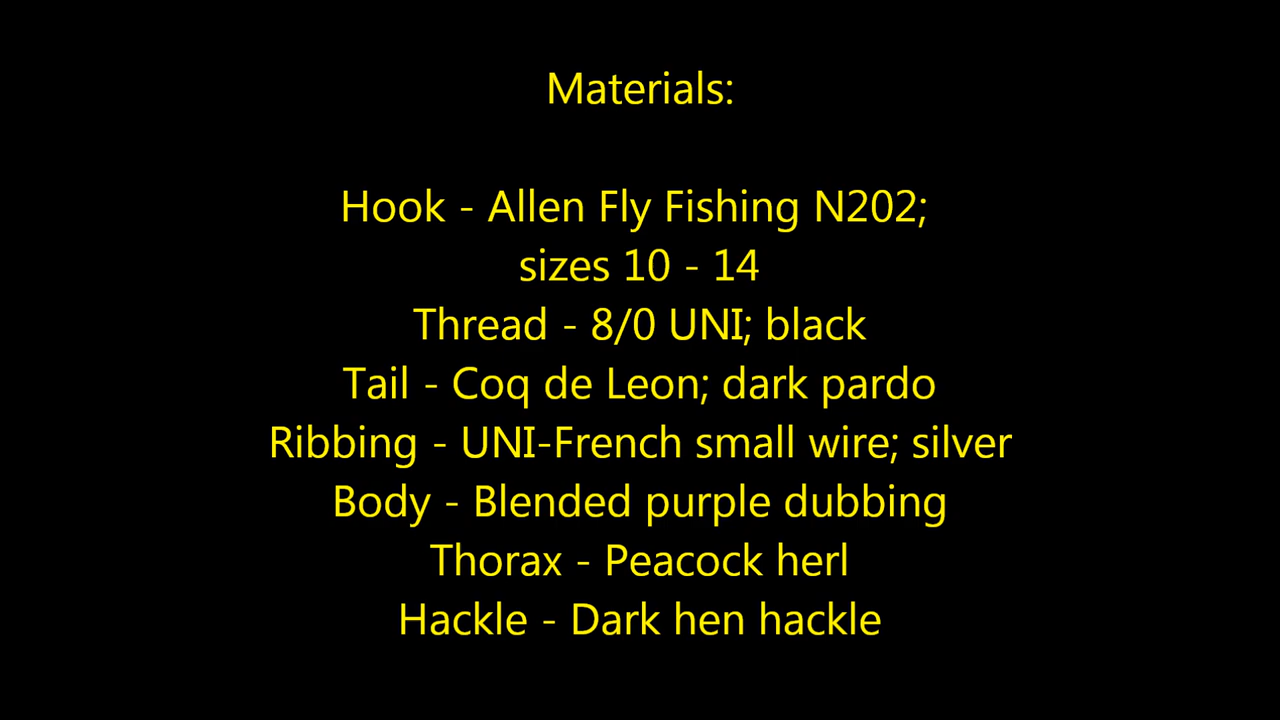 Materials:
Hook - Allen Fly Fishing N202;
sizes 10 - 14
Thread - 8/0 UNI; black
Tail - Coq de Leon; dark pardo
Ribbing - UNI-French small wire; silver
Body - Blended purple dubbing
Thorax - Peacock herl
Hackle - Dark hen hackle